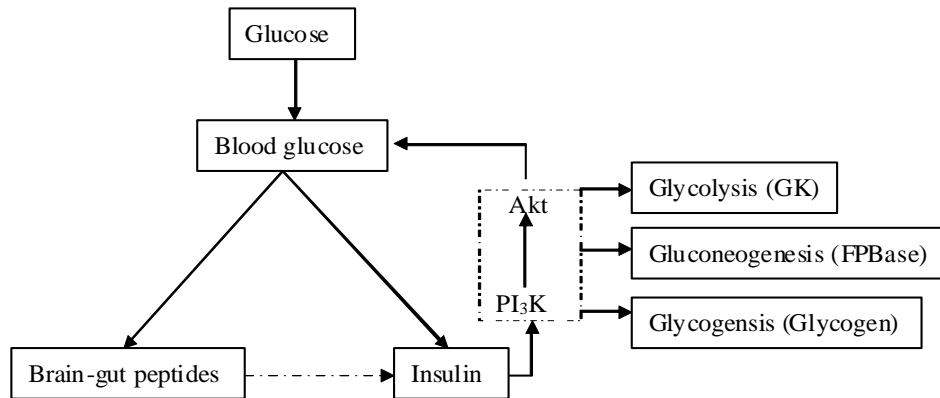 Glucose
Blood glucose
Akt
Glycolysis (GK)
Gluconeogenesis (FPBase)
PI₃K
Glycogensis (Glycogen)
Brain-gut peptides
Insulin